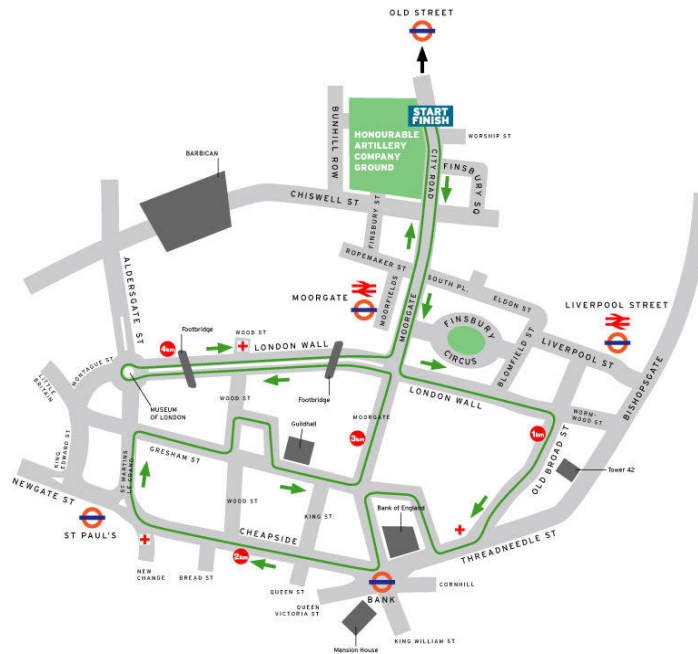 OLD STREET
START
FINISH
WORSHIP ST
HONOURABLE
ARTILLERY
COMPANY
GROUND
BUNHILL ROW
CITY ROAD
FINSBURY SQ
BARBICAN
CHISWELL ST
FINSBURY ST
ROPEMAKER ST
SOUTH PL.
ELDON ST
MOORGATE
MOORFIELDS
MOORGATE
LIVERPOOL STREET
FINSBURY
CIRCUS
BLOMFIELD ST
LIVERPOOL ST
BISHOPSGATE
ALDERSGATE ST
Footbridge
WOOD ST
LONDON WALL
4km
MONTAGUE ST
LITTLE
BRITAIN
MUSEUM
OF LONDON
WOOD ST
Footbridge
MOORGATE
LONDON WALL
WORM-
WOOD ST
1km
OLD BROAD ST
Tower 42
Guildhall
3km
KING
EDWARD ST
GRESHAM ST
ST MARTINS
LE GRAND
NEWGATE ST
WOOD ST
KING ST
Bank of England
THREADNEEDLE ST
ST PAUL'S
CHEAPSIDE
2km
NEW
CHANGE
BREAD ST
QUEEN ST
QUEEN
VICTORIA ST
BANK
CORNHILL
KING WILLIAM ST
Mansion House